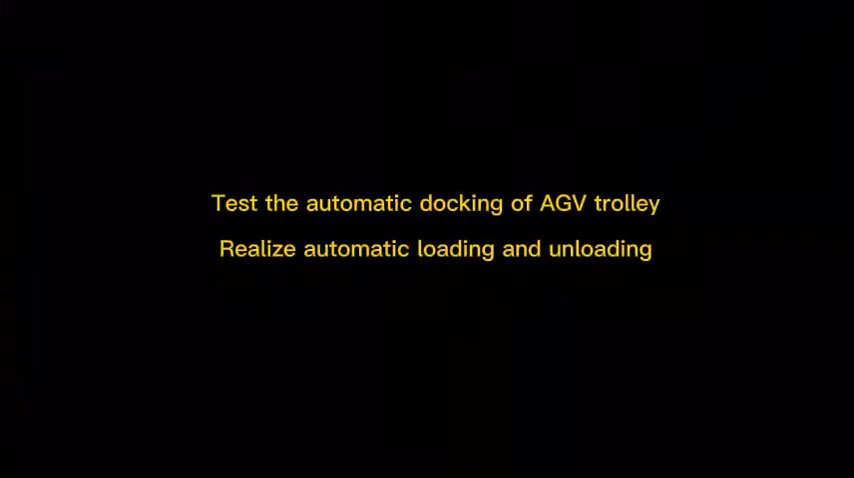 Test the automatic docking of AGV trolley
Realize automatic loading and unloading